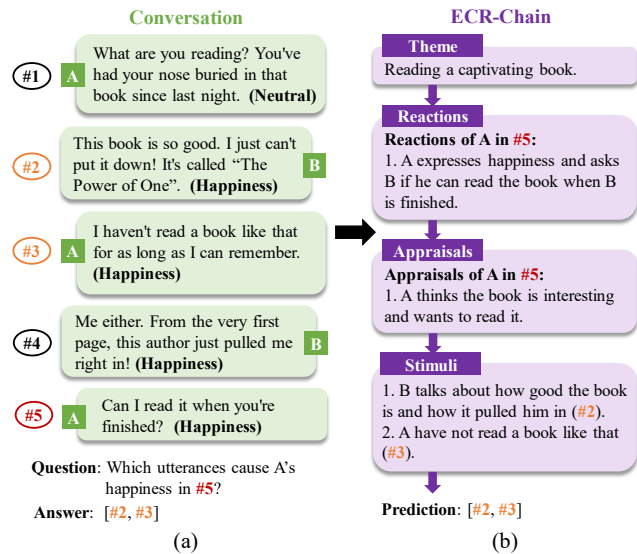 Conversation
#1
A
What are you reading? You've
had your nose buried in that
book since last night. (Neutral)
#2
This book is so good. I just can't
put it down! It's called “The
Power of One”. (Happiness)
B
#3
A
I haven't read a book like that
for as long as I can remember.
(Happiness)
#4
Me either. From the very first
page, this author just pulled me
right in! (Happiness)
B
#5
A
Can I read it when you're
finished? (Happiness)
Question: Which utterances cause A's
happiness in #5?
Answer: [#2, #3]
(a)
ECR-Chain
Theme
Reading a captivating book.
Reactions
Reactions of A in #5:
1. A expresses happiness and asks
B if he can read the book when B
is finished.
Appraisals
Appraisals of A in #5:
1. A thinks the book is interesting
and wants to read it.
Stimuli
1. B talks about how good the book
is and how it pulled him in (#2).
2. A have not read a book like that
(#3).
Prediction: [#2, #3]
(b)